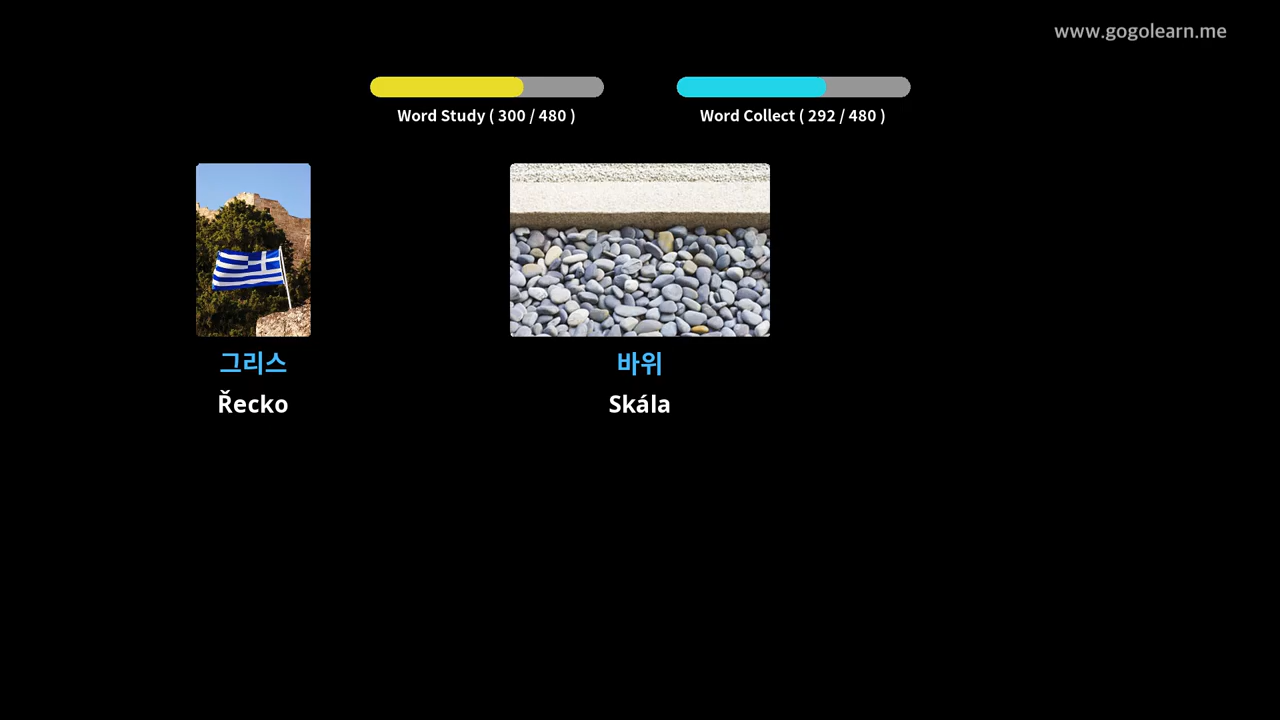 www.gogolearn.me
Word Study ( 300 / 480 )
Word Collect ( 292 / 480 )
그리스
Řecko
바위
Skála